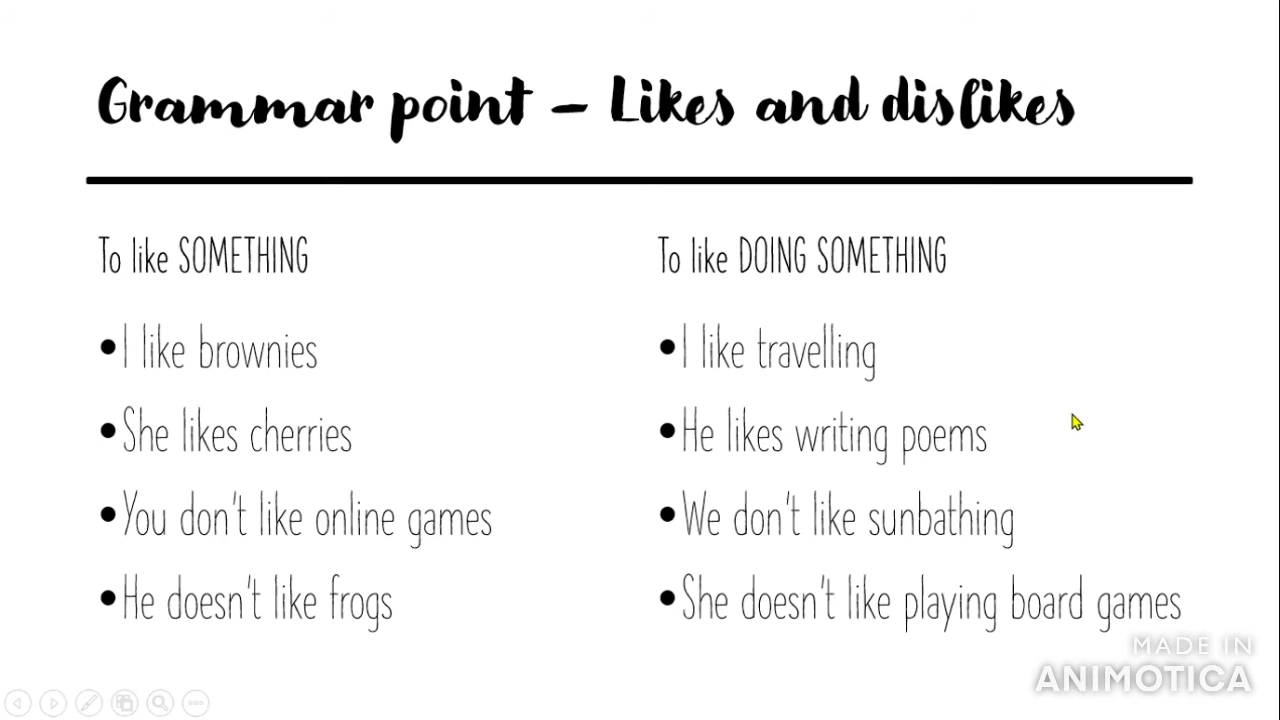 Grammar point – Likes and dislikes
To like SOMETHING
•I like brownies
•She likes cherries
•You don't like online games
•He doesn't like frogs
To like DOING SOMETHING
•I like travelling
•He likes writing poems
•We don't like sunbathing
•She doesn't like playing board games
MADE IN
ANIMOTICA